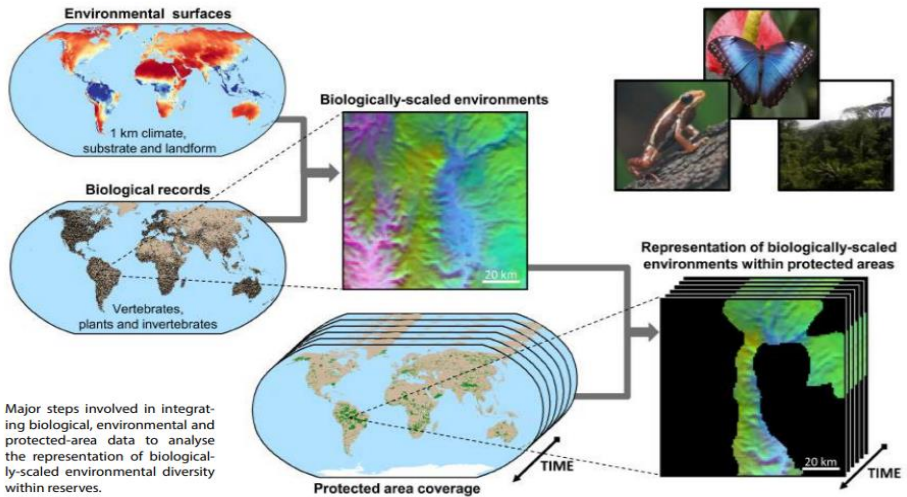 Environmental surfaces
1 km climate,
substrate and landform
Biological records
Vertebrates,
plants and invertebrates
Biologically-scaled environments
20 km
Representation of biologically-scaled
environments within protected areas
20 km
TIME
TIME
Protected area coverage
Major steps involved in integrat-
ing biological, environmental and
protected-area data to analyse
the representation of biological-
ly-scaled environmental diversity
within reserves.